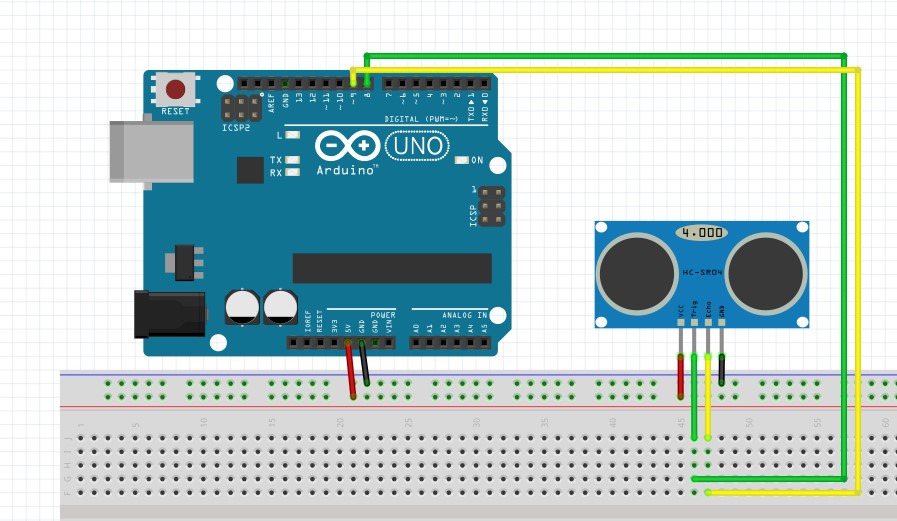 RESET
ICSP2
AREF
GND
13
12
~11
~10
~9
8
7
~6
~5
4
~3
2
TXD▶1
RXD◀0
DIGITAL (PWM=~)
L
TX
RX
Arduino™
UNO
ON
1
ICSP
4.000
HC-SR04
VCC
Trig
Echo
GND
POWER
ANALOG IN
IOREF
RESET
3V3
5V
GND
GND
VIN
A0
A1
A2
A3
A4
A5
1
5
10
15
20
25
30
35
40
45
50
55
60
J
I
H
G
F